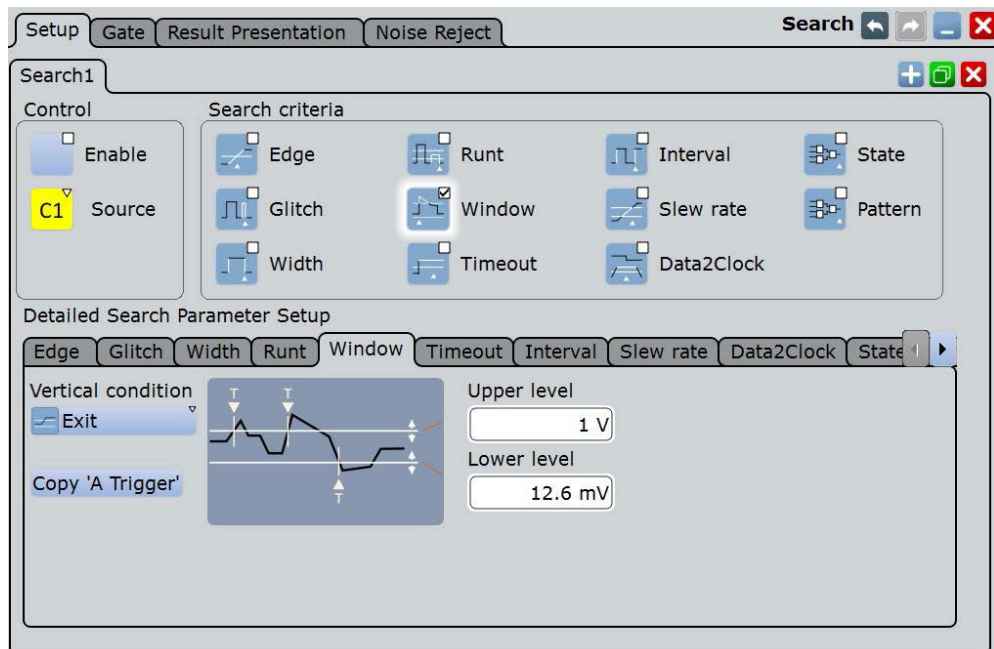 Setup Gate Result Presentation Noise Reject Search
Search1
Control Search criteria
Enable Edge Runt Interval State
C1 Source Glitch Window Slew rate Pattern
Width Timeout Data2Clock
Detailed Search Parameter Setup
Edge Glitch Width Runt Window Timeout Interval Slew rate Data2Clock State
Vertical condition T T Upper level
Exit 1 V
Lower level
Copy 'A Trigger' T 12.6 mV